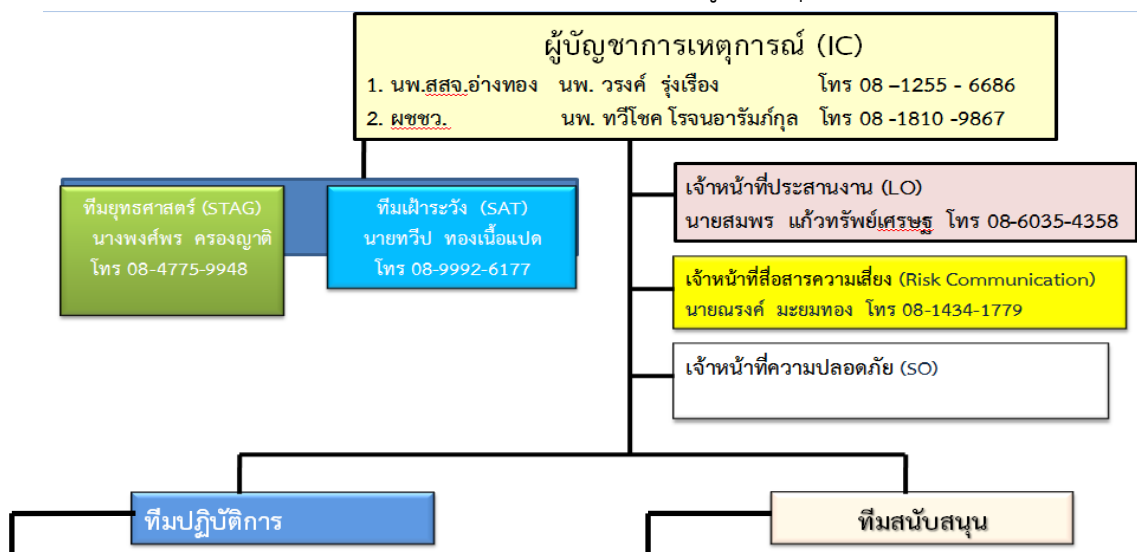 ผู้บัญชาการเหตุการณ์ (IC)
1. นพ.สสจ.อ่างทอง นพ. วรงค์ รุ่งเรือง โทร 08 –1255 - 6686
2. ผชชว. นพ. ทวีโชค โรจนอารัมภ์กุล โทร 08 -1810 -9867
ทีมยุทธศาสตร์ (STAG)
นางพงศ์พร ครองญาติ
โทร 08-4775-9948
ทีมเฝ้าระวัง (SAT)
นายทวีป ทองเนื้อแปด
โทร 08-9992-6177
เจ้าหน้าที่ประสานงาน (LO)
นายสมพร แก้วทรัพย์เศรษฐ โทร 08-6035-4358
เจ้าหน้าที่สื่อสารความเสี่ยง (Risk Communication)
นายณรงค์ มะยมทอง โทร 08-1434-1779
เจ้าหน้าที่ความปลอดภัย (SO)
ทีมปฏิบัติการ
ทีมสนับสนุน